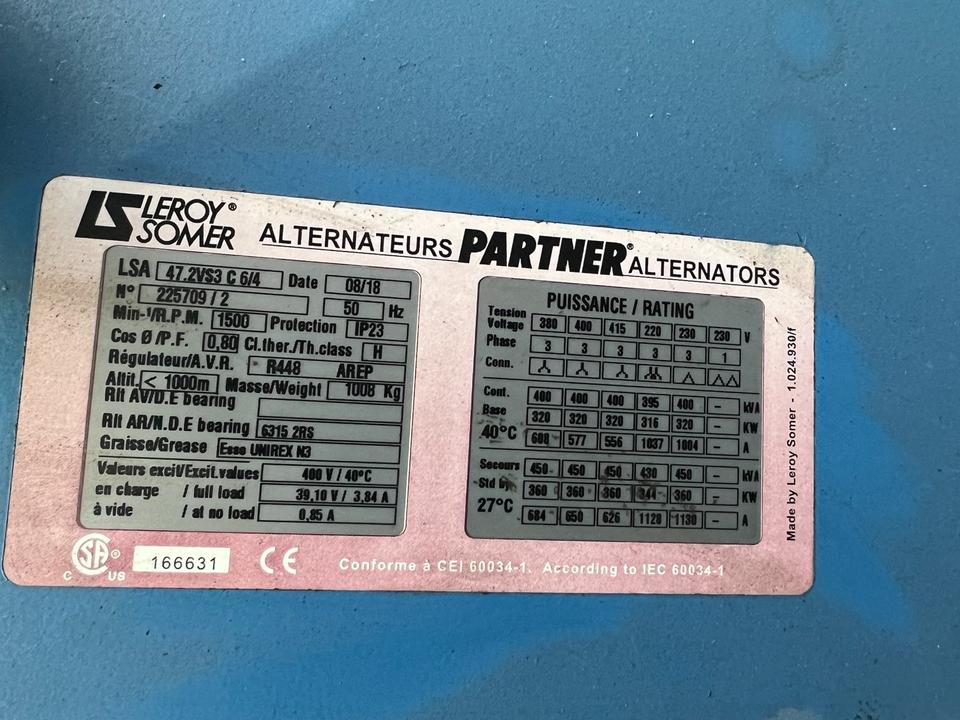 LEROY® SOMER ALTERNATEURS PARTNER® ALTERNATORS
LSA 47.2VS3 C 6/4 Date 08/18
N° 225709 / 2 50 Hz
Min-¹/R.P.M. 1500 Protection IP23
Cos Ø /P.F. 0,80 Cl.ther./Th.class H
Régulateur/A.V.R. R448 AREP
Altit. < 1000m Masse/Weight 1008 Kg
Rlt AV/D.E bearing
Rlt AR/N.D.E bearing 6315 2RS
Graisse/Grease Esso UNIREX N3
Valeurs excit/Excit.values 400 V / 40°C
en charge / full load 39,10 V / 3,84 A
à vide / at no load 0,85 A
PUISSANCE / RATING
Tension
Voltage 380 400 415 220 230 230 V
Phase 3 3 3 3 3 1
Conn.
Cont. 400 400 400 395 400 - kVA
Base 320 320 320 316 320 - KW
40°C 608 577 556 1037 1004 - A
Secours 450 450 450 430 450 - kVA
Std by 360 360 360 344 360 - KW
27°C 684 650 626 1128 1130 - A
Made by Leroy Somer - 1.024.930/f
C SA® US 166631 CE Conforme à CEI 60034-1. According to IEC 60034-1